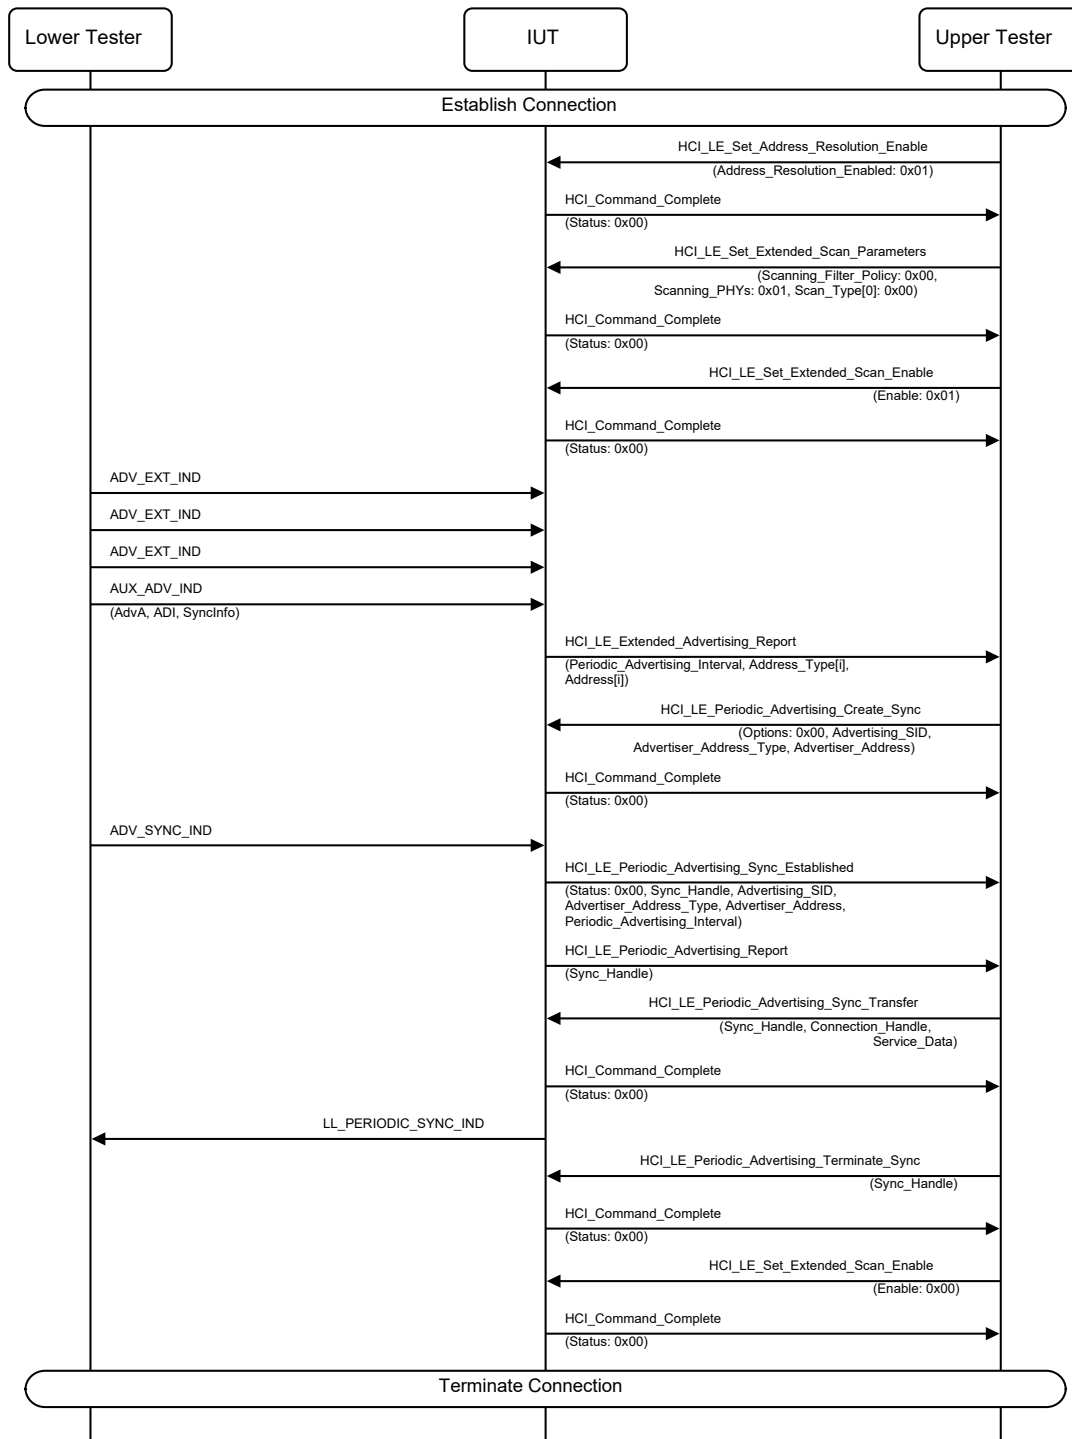 Lower Tester
IUT
Upper Tester
Establish Connection
HCI_LE_Set_Address_Resolution_Enable
(Address_Resolution_Enabled: 0x01)
HCI_Command_Complete
(Status: 0x00)
HCI_LE_Set_Extended_Scan_Parameters
(Scanning_Filter_Policy: 0x00,
Scanning_PHYs: 0x01, Scan_Type[0]: 0x00)
HCI_Command_Complete
(Status: 0x00)
HCI_LE_Set_Extended_Scan_Enable
(Enable: 0x01)
HCI_Command_Complete
(Status: 0x00)
ADV_EXT_IND
ADV_EXT_IND
ADV_EXT_IND
AUX_ADV_IND
(AdvA, ADI, SyncInfo)
HCI_LE_Extended_Advertising_Report
(Periodic_Advertising_Interval, Address_Type[i],
Address[i])
HCI_LE_Periodic_Advertising_Create_Sync
(Options: 0x00, Advertising_SID,
Advertiser_Address_Type, Advertiser_Address)
HCI_Command_Complete
(Status: 0x00)
ADV_SYNC_IND
HCI_LE_Periodic_Advertising_Sync_Established
(Status: 0x00, Sync_Handle, Advertising_SID,
Advertiser_Address_Type, Advertiser_Address,
Periodic_Advertising_Interval)
HCI_LE_Periodic_Advertising_Report
(Sync_Handle)
HCI_LE_Periodic_Advertising_Sync_Transfer
(Sync_Handle, Connection_Handle,
Service_Data)
HCI_Command_Complete
(Status: 0x00)
LL_PERIODIC_SYNC_IND
HCI_LE_Periodic_Advertising_Terminate_Sync
(Sync_Handle)
HCI_Command_Complete
(Status: 0x00)
HCI_LE_Set_Extended_Scan_Enable
(Enable: 0x00)
HCI_Command_Complete
(Status: 0x00)
Terminate Connection